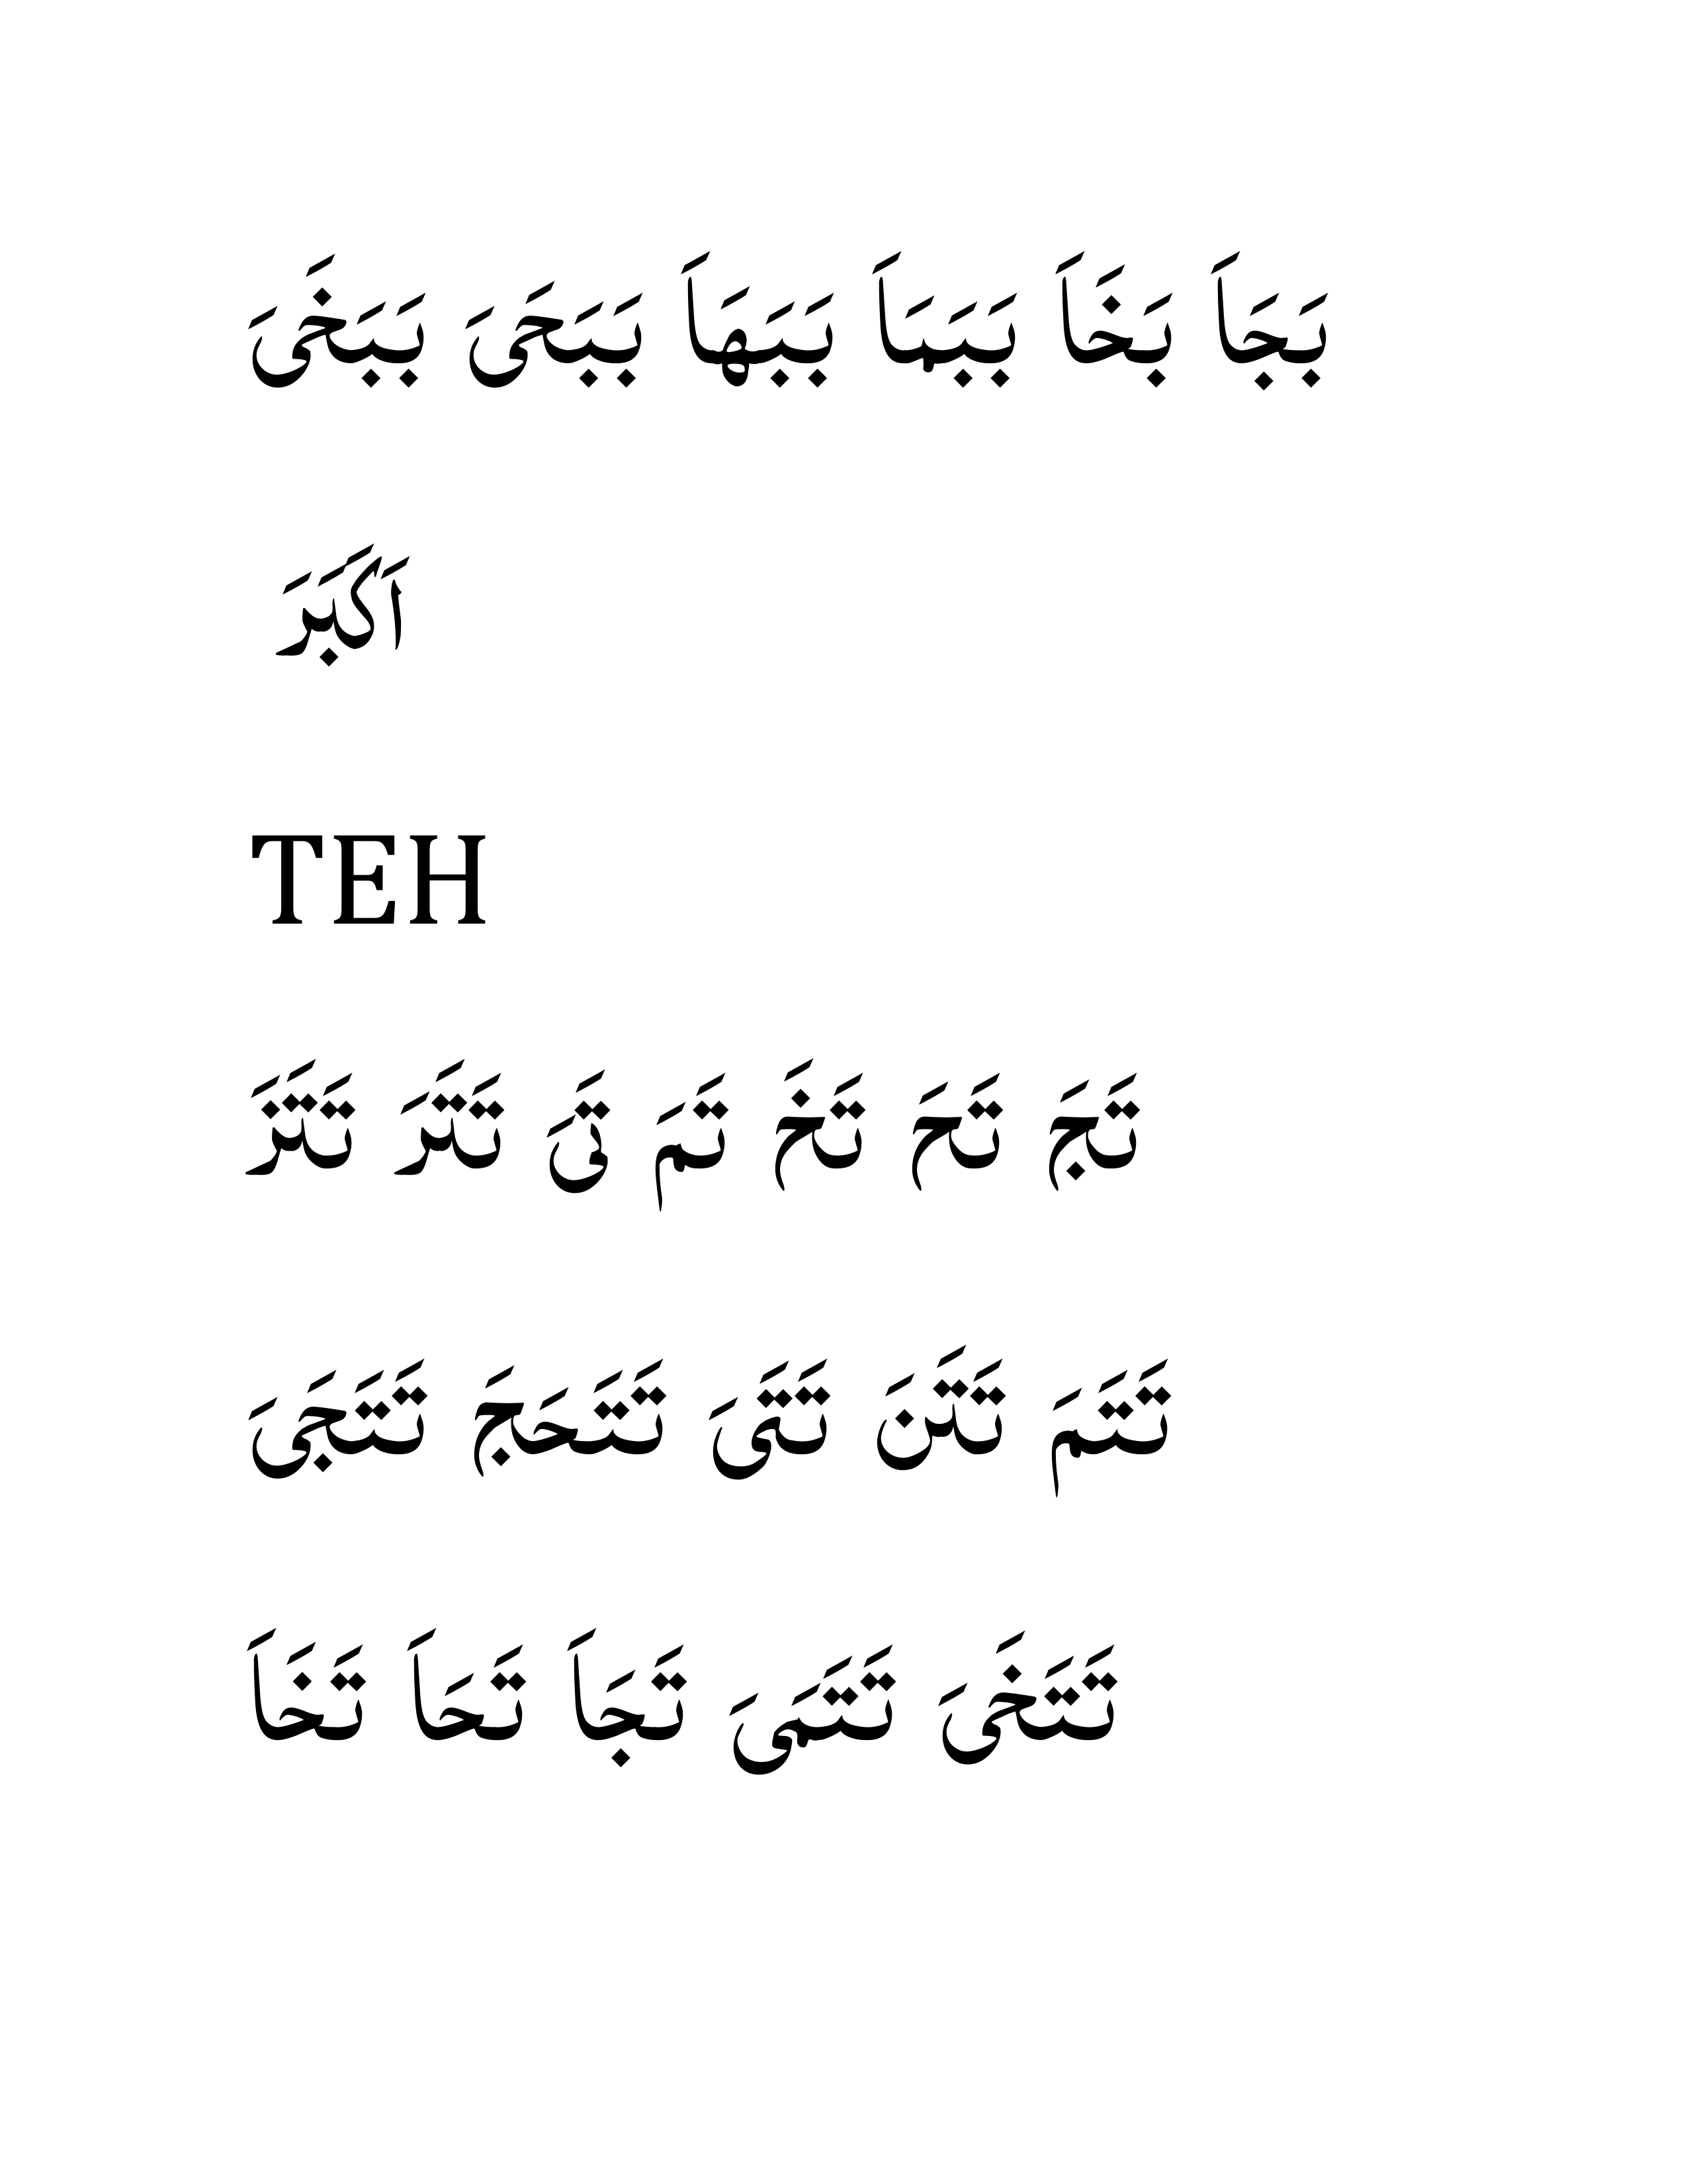 بَجَاَ بَخَاَ بَبَهَاَ بَبَهَاَ بَبَحَىَ بَبَخَىَ
اَكَبَرَ
TEH
تَجَ تَحَ تَخَ تَمَ تَىَ تَتَرَ تَتَزَ
تَتَمَ تَتَنَ تَتَىَ تَتَحَجَ تَتَجَىَ
تَتَخَىَ تَتَمَىَ تَجَاَ تَحَاَ تَخَاَ